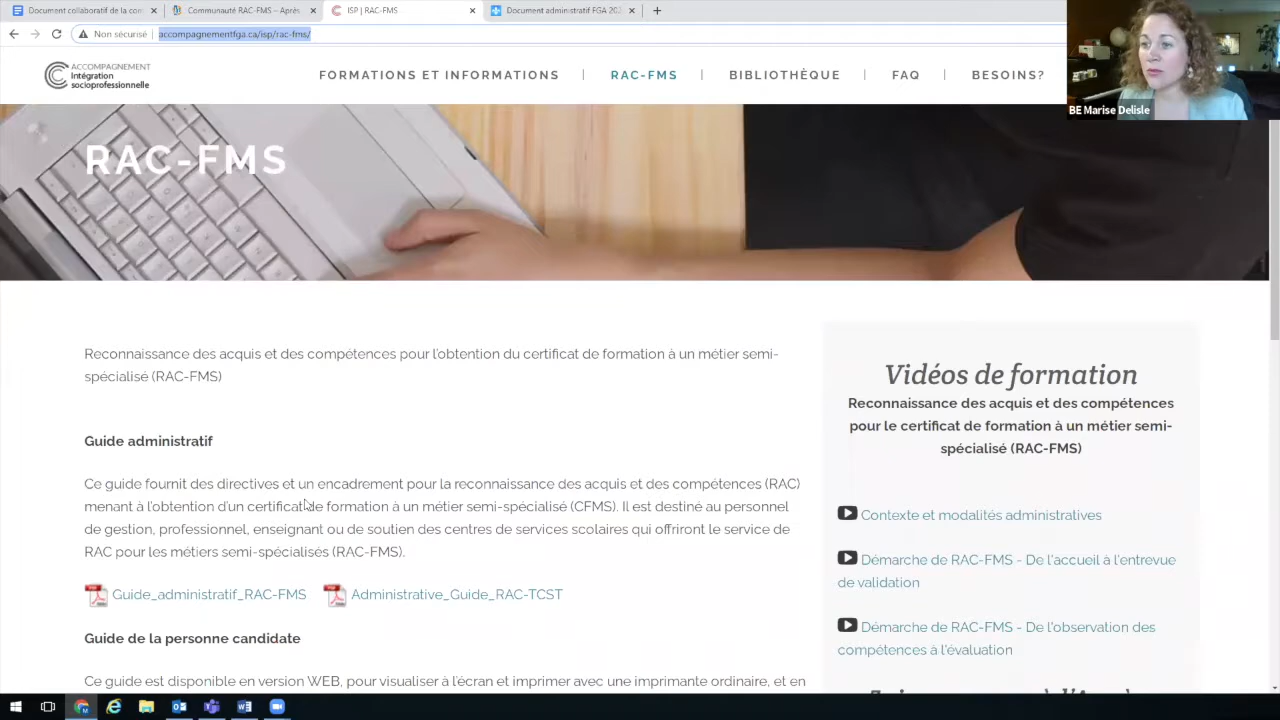 Document collaboratif de la con
Communauté RAC-FMS – Après
ISP | RAC-FMS
Document administratif FGA 202
Non sécurisé
accompagnementfga.ca/isp/rac-fms/
ACCOMPAGNEMENT
Intégration
socioprofessionnelle
FORMATIONS ET INFORMATIONS | RAC-FMS | BIBLIOTHÈQUE | FAQ | BESOINS?
BE Marise Delisle
RAC-FMS
Reconnaissance des acquis et des compétences pour l'obtention du certificat de formation à un métier semi-
spécialisé (RAC-FMS)
Guide administratif
Ce guide fournit des directives et un encadrement pour la reconnaissance des acquis et des compétences (RAC)
menant à l'obtention d'un certificat de formation à un métier semi-spécialisé (CFMS). Il est destiné au personnel
de gestion, professionnel, enseignant ou de soutien des centres de services scolaires qui offriront le service de
RAC pour les métiers semi-spécialisés (RAC-FMS).
Guide_administratif_RAC-FMS
Administrative_Guide_RAC-TCST
Guide de la personne candidate
Ce guide est disponible en version WEB, pour visualiser à l'écran et imprimer avec une imprimante ordinaire, et en
Vidéos de formation
Reconnaissance des acquis et des compétences
pour le certificat de formation à un métier semi-
spécialisé (RAC-FMS)
Contexte et modalités administratives
Démarche de RAC-FMS - De l'accueil à l'entrevue
de validation
Démarche de RAC-FMS - De l'observation des
compétences à l'évaluation